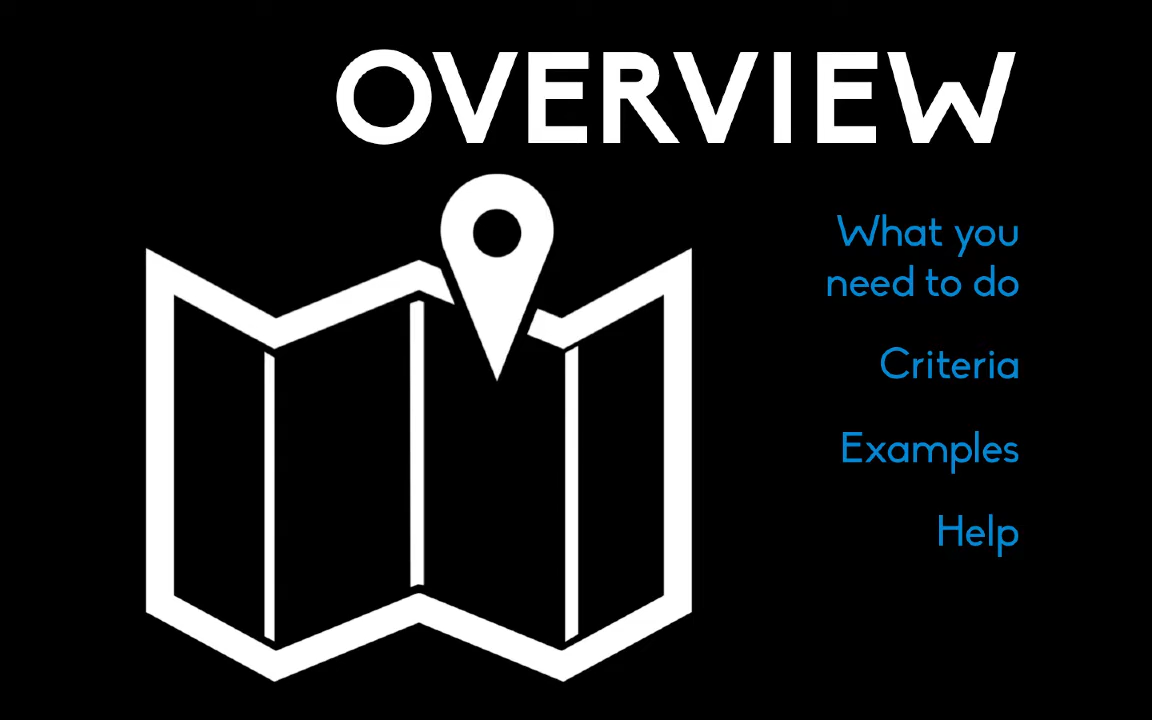 OVERVIEW
What you
need to do
Criteria
Examples
Help